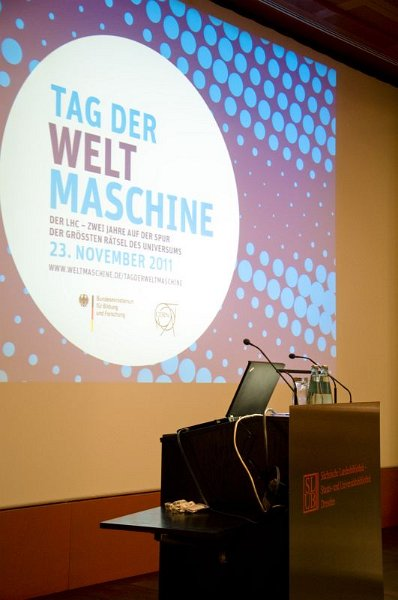 TAG DER
WELT
MASCHINE
DER LHC – ZWEI JAHRE AUF DER SPUR
DER GRÖSSTEN RÄTSEL DES UNIVERSUMS
23. NOVEMBER 2011
WWW.WELTMASCHINE.DE/TAGDERWELTMASCHINE
Bundesministerium
für Bildung
und Forschung
CERN
SLUB
Sächsische Landesbibliothek –
Staats- und Universitätsbibliothek
Dresden